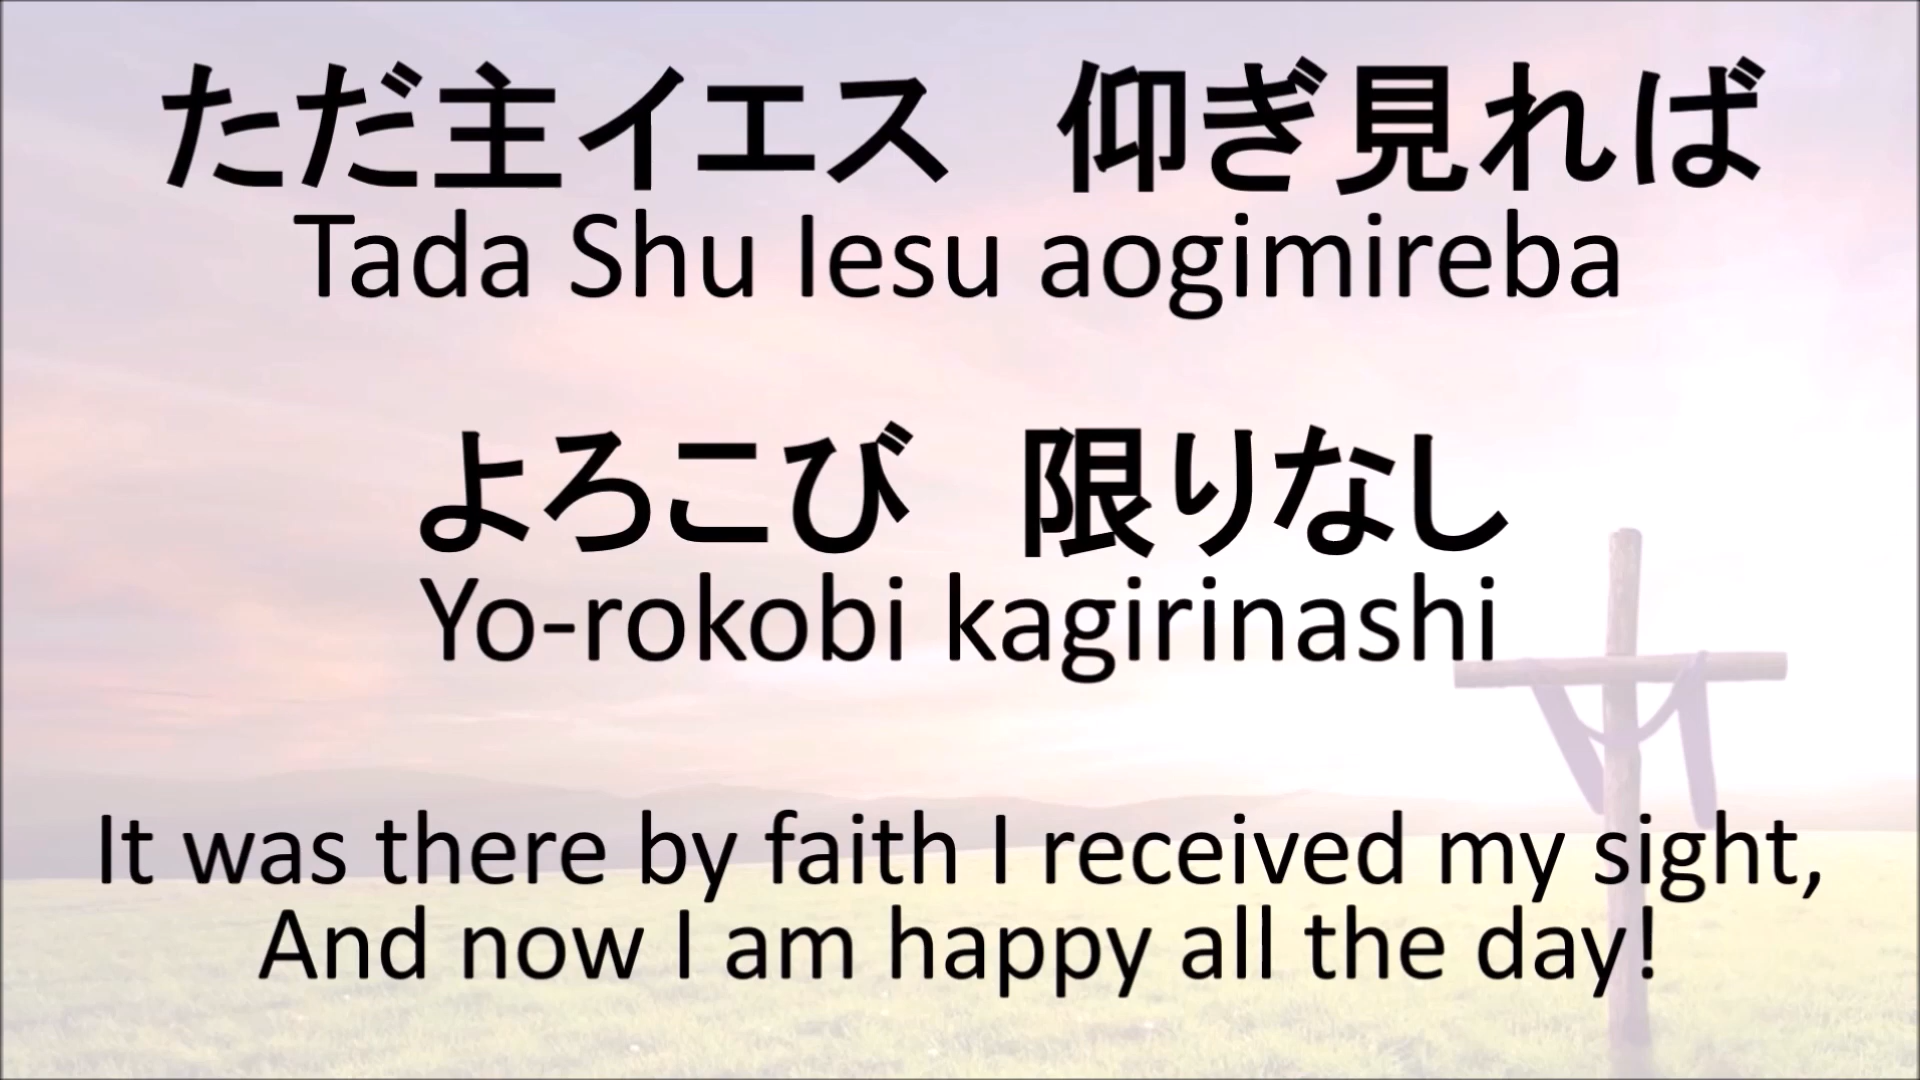 ただ主イエス　仰ぎ見れば
Tada Shu Iesu aogimireba
よろこび　限りなし
Yo-rokobi kagirinashi
It was there by faith I received my sight,
And now I am happy all the day!